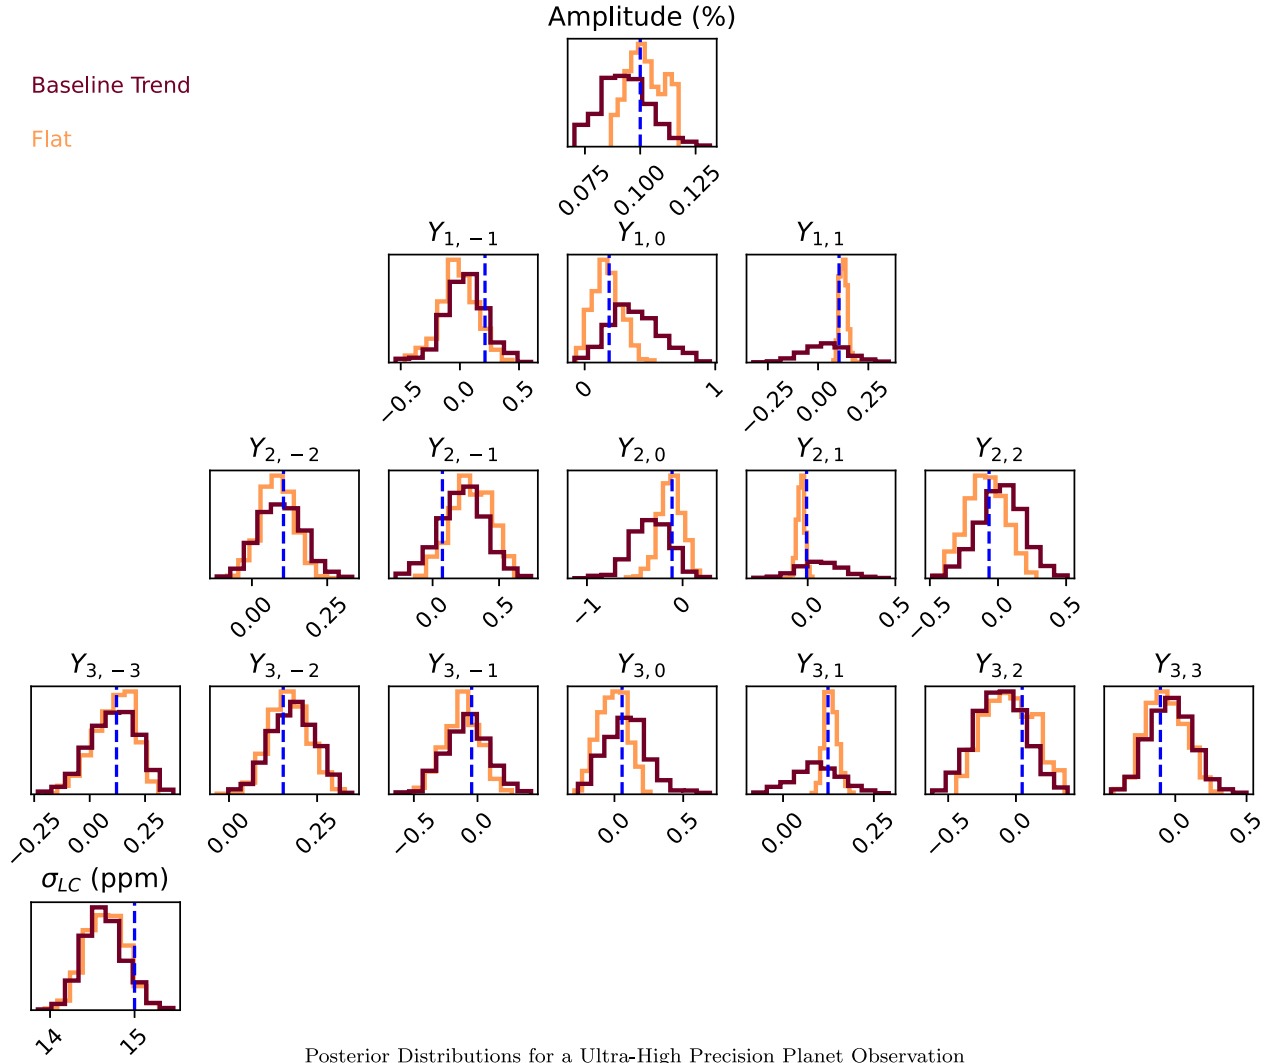 Amplitude (%)
Baseline Trend
Flat
0.075 0.100 0.125
Y1, −1 Y1, 0 Y1, 1
−0.5 0.0 0.5 0 1 −0.25 0.00 0.25
Y2, −2 Y2, −1 Y2, 0 Y2, 1 Y2, 2
0.00 0.25 0.0 0.5 −1 0 0.0 0.5 −0.5 0.0 0.5
Y3, −3 Y3, −2 Y3, −1 Y3, 0 Y3, 1 Y3, 2 Y3, 3
−0.25 0.00 0.25 0.00 0.25 −0.5 0.0 0.0 0.5 0.00 0.25 −0.5 0.0 0.0 0.5
σLC (ppm)
14 15
Posterior Distributions for a Ultra-High Precision Planet Observation